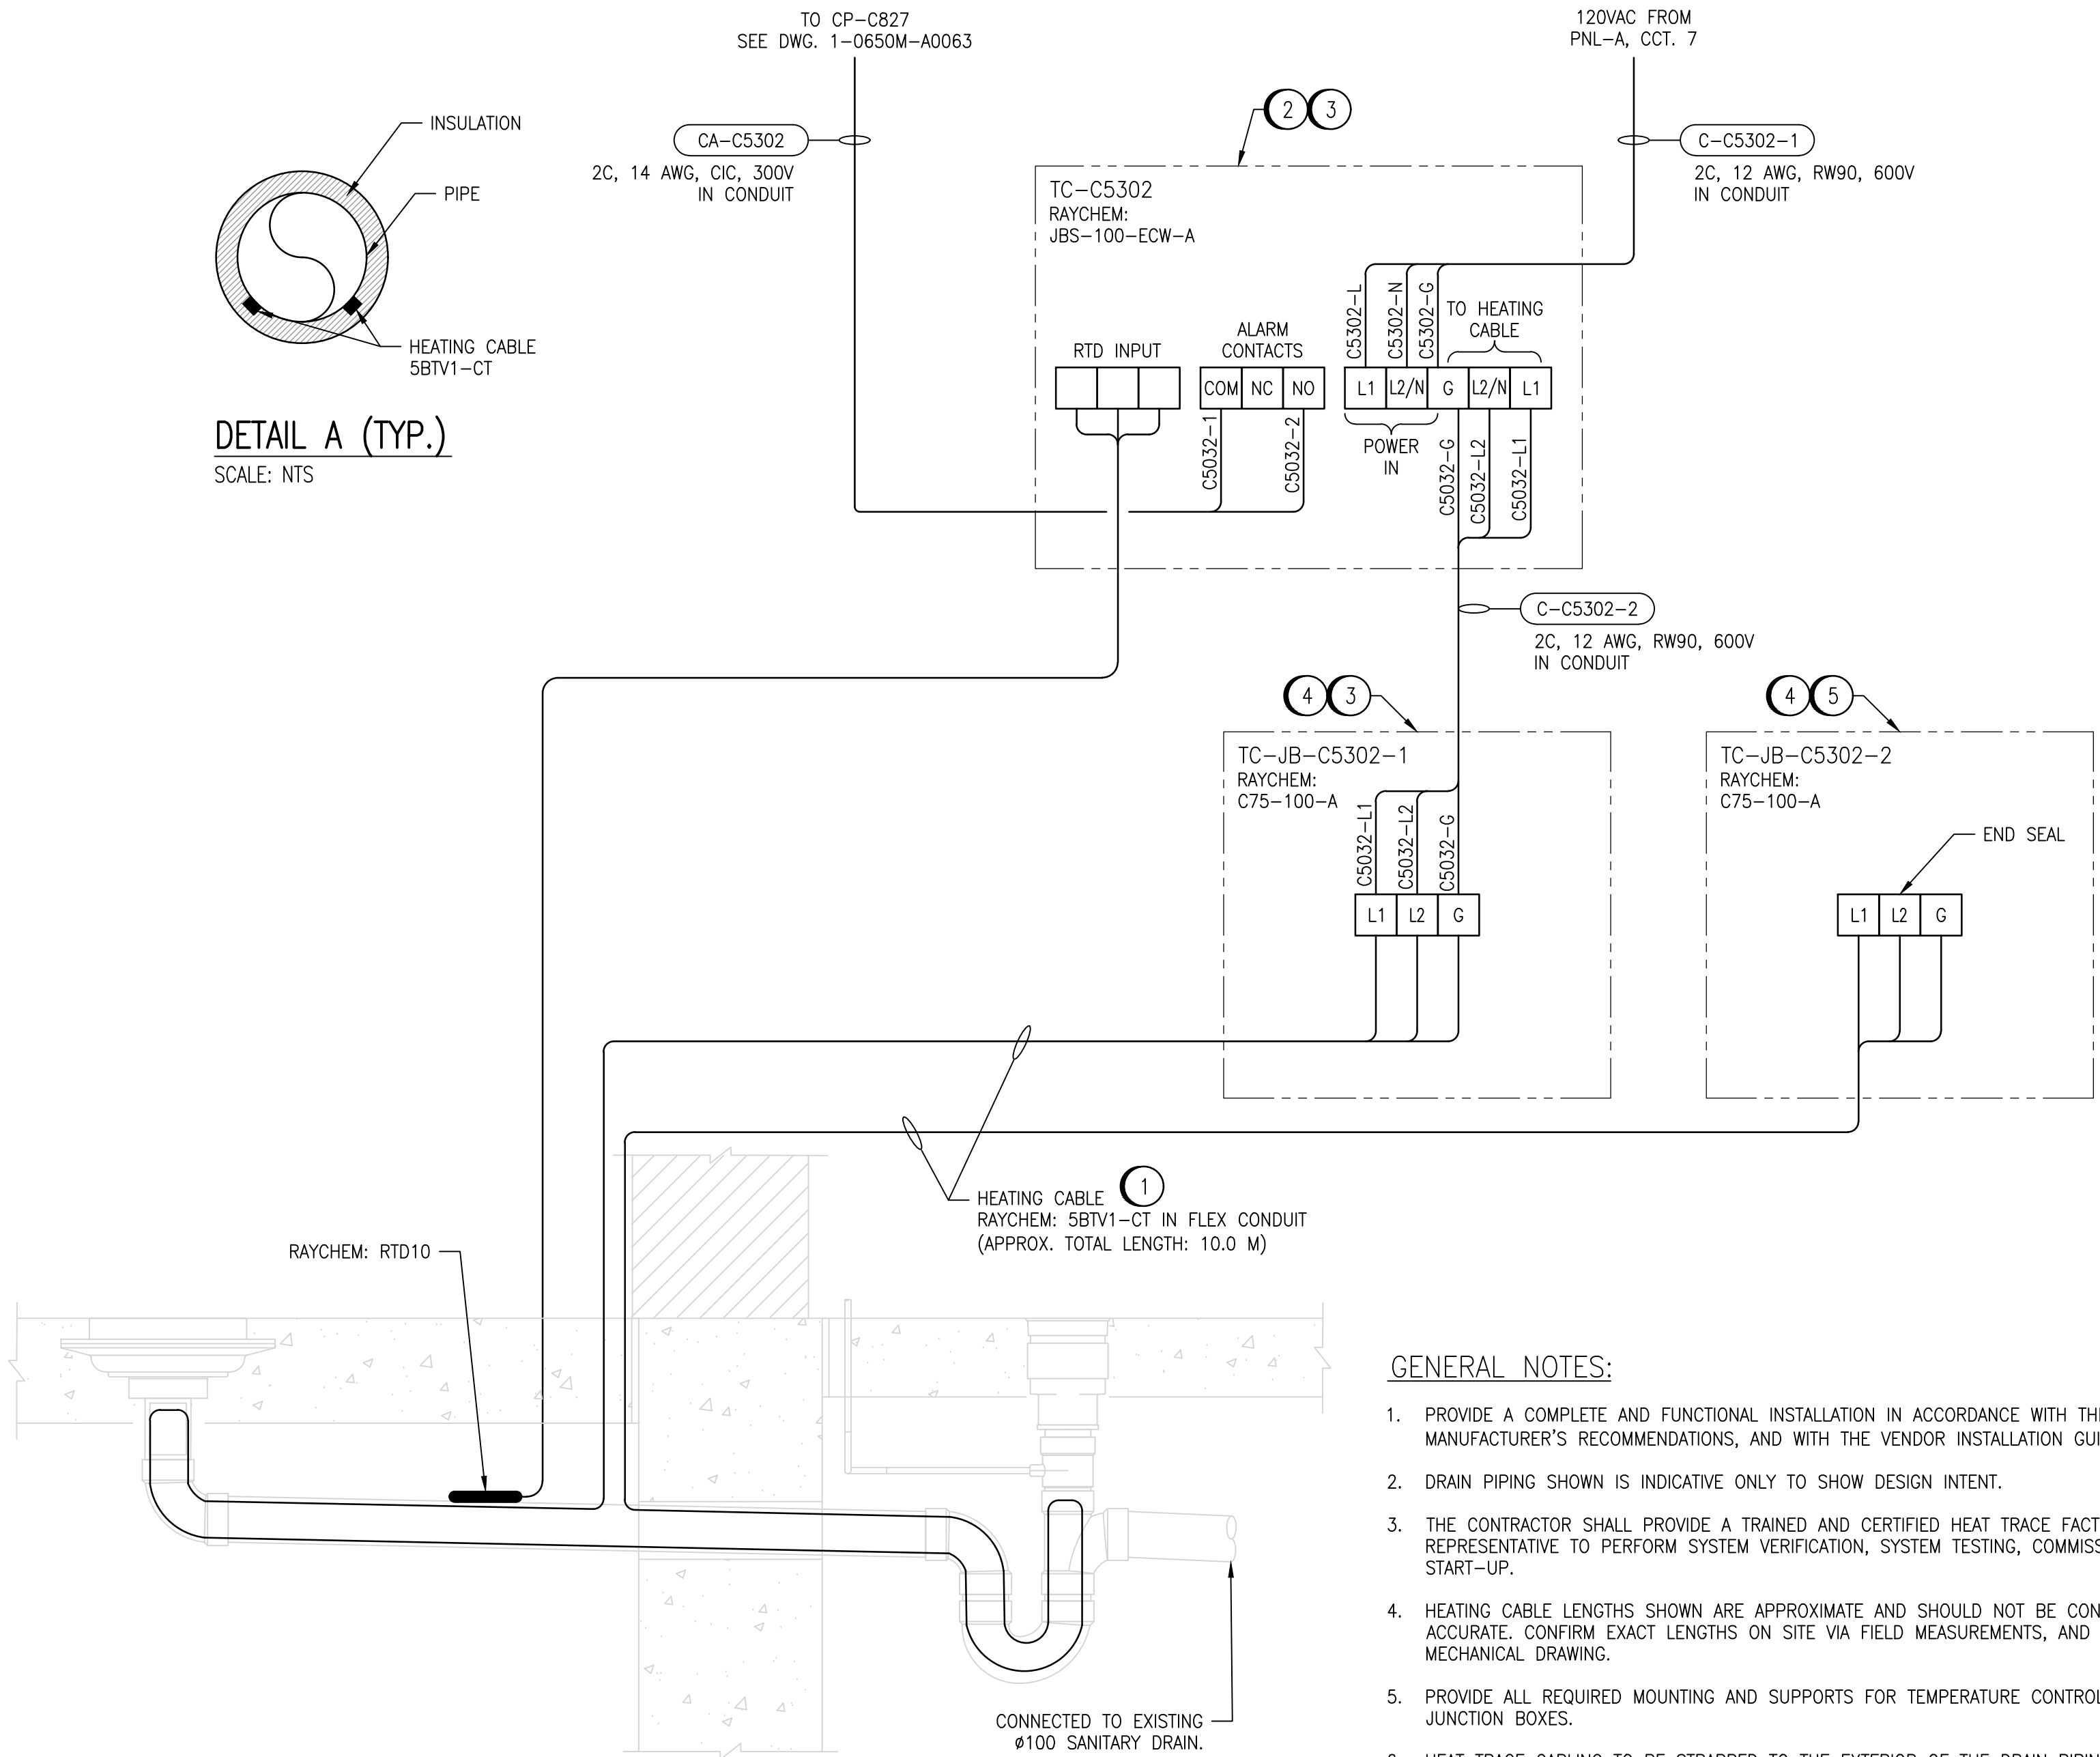 TO CP-C827
SEE DWG. 1-0650M-A0063
120VAC FROM
PNL-A, CCT. 7
INSULATION
PIPE
HEATING CABLE
5BTV1-CT
DETAIL A (TYP.)
SCALE: NTS
CA-C5302
2C, 14 AWG, CIC, 300V
IN CONDUIT
2
3
C-C5302-1
2C, 12 AWG, RW90, 600V
IN CONDUIT
TC-C5302
RAYCHEM:
JBS-100-ECW-A
C5302-L
C5302-N
C5302-G
TO HEATING
CABLE
RTD INPUT
ALARM
CONTACTS
COM
NC
NO
L1
L2/N
G
L2/N
L1
POWER
IN
C5032-1
C5032-2
C5032-G
C5032-L2
C5032-L1
C-C5302-2
2C, 12 AWG, RW90, 600V
IN CONDUIT
4
3
4
5
TC-JB-C5302-1
RAYCHEM:
C75-100-A
C5032-L1
C5032-L2
C5032-G
L1
L2
G
TC-JB-C5302-2
RAYCHEM:
C75-100-A
END SEAL
L1
L2
G
HEATING CABLE
1
RAYCHEM: 5BTV1-CT IN FLEX CONDUIT
(APPROX. TOTAL LENGTH: 10.0 M)
RAYCHEM: RTD10
CONNECTED TO EXISTING
ø100 SANITARY DRAIN.
GENERAL NOTES:
1. PROVIDE A COMPLETE AND FUNCTIONAL INSTALLATION IN ACCORDANCE WITH
MANUFACTURER'S RECOMMENDATIONS, AND WITH THE VENDOR INSTALLATION
2. DRAIN PIPING SHOWN IS INDICATIVE ONLY TO SHOW DESIGN INTENT.
3. THE CONTRACTOR SHALL PROVIDE A TRAINED AND CERTIFIED HEAT TRACE
REPRESENTATIVE TO PERFORM SYSTEM VERIFICATION, SYSTEM TESTING,
START-UP.
4. HEATING CABLE LENGTHS SHOWN ARE APPROXIMATE AND SHOULD NOT BE
ACCURATE. CONFIRM EXACT LENGTHS ON SITE VIA FIELD MEASUREMENTS, AND
MECHANICAL DRAWING.
5. PROVIDE ALL REQUIRED MOUNTING AND SUPPORTS FOR TEMPERATURE
JUNCTION BOXES.